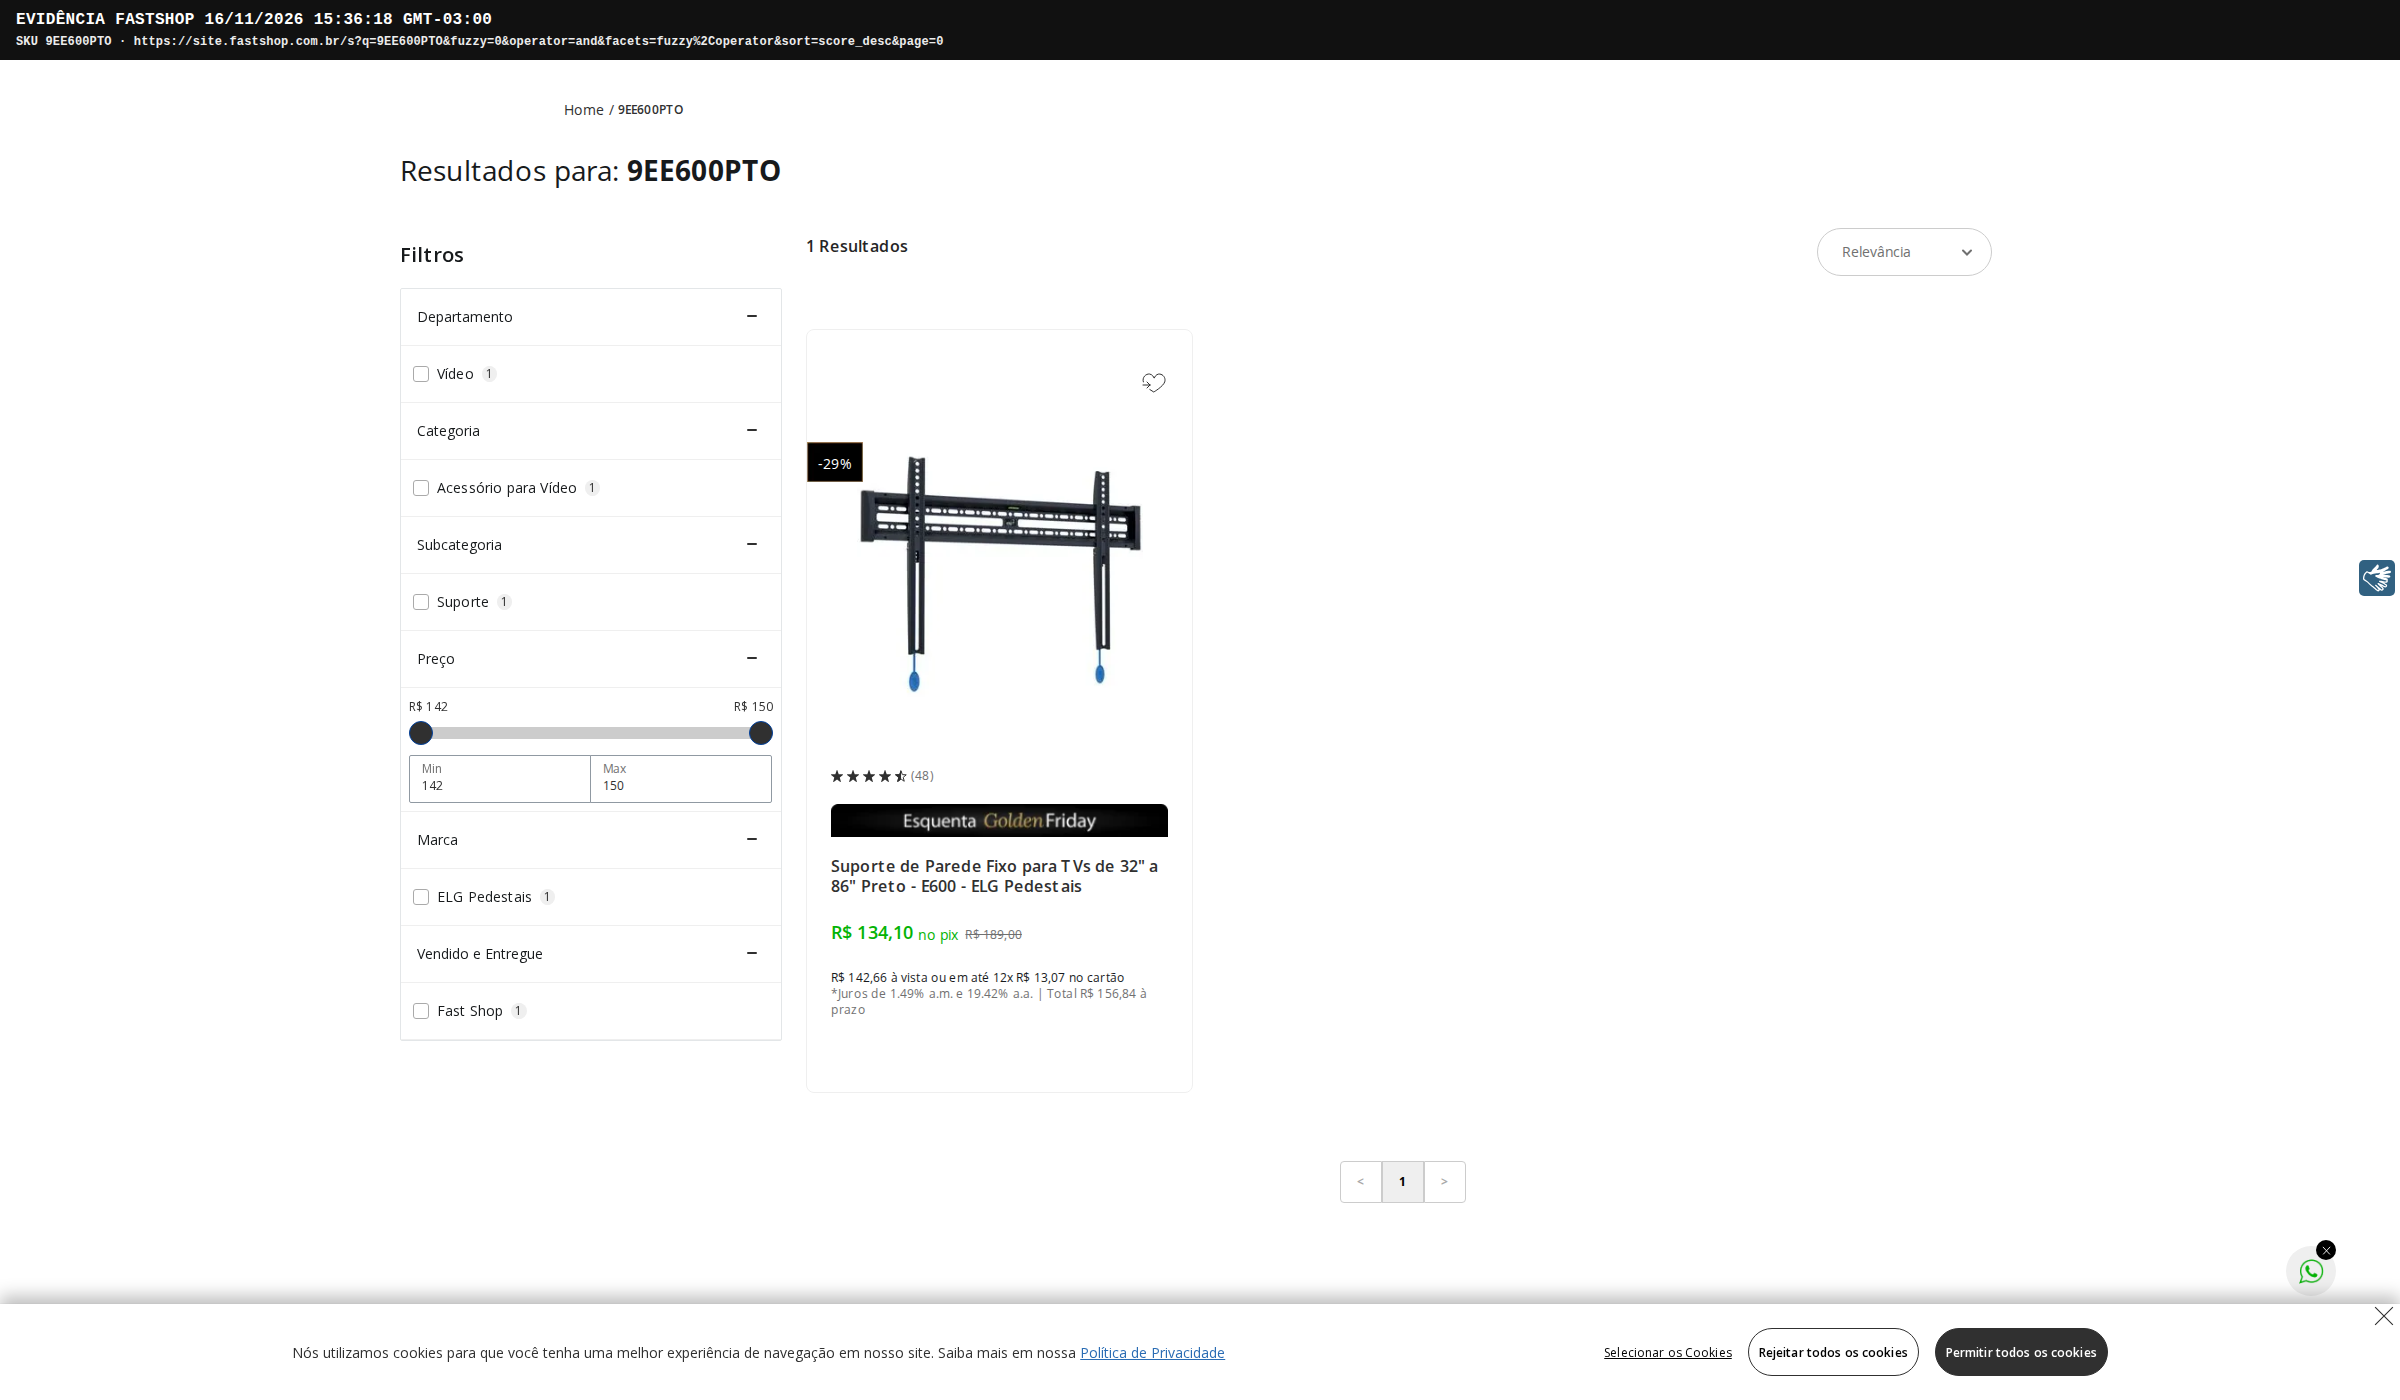 EVIDÊNCIA FASTSHOP 16/11/2026 15:36:18 GMT-03:00
SKU 9EE600PTO · https://site.fastshop.com.br/s?q=9EE600PTO&fuzzy=0&operator=and&facets=fuzzy%2Coperator&sort=score_desc&page=0
Home / 9EE600PTO
Resultados para: 9EE600PTO
Filtros
1 Resultados
Relevância
Departamento
Vídeo 1
Categoria
Acessório para Vídeo 1
Subcategoria
Suporte 1
Preço
R$ 142
R$ 150
Min
142
Max
150
Marca
ELG Pedestais 1
Vendido e Entregue
Fast Shop 1
-29%
(48)
Esquenta Golden Friday
Suporte de Parede Fixo para TVs de 32" a
86" Preto - E600 - ELG Pedestais
R$ 134,10 no pix R$ 189,00
R$ 142,66 à vista ou em até 12x R$ 13,07 no cartão
*Juros de 1.49% a.m. e 19.42% a.a. | Total R$ 156,84 à
prazo
< 1 >
Nós utilizamos cookies para que você tenha uma melhor experiência de navegação em nosso site. Saiba mais em nossa Política de Privacidade
Selecionar os Cookies
Rejeitar todos os cookies
Permitir todos os cookies